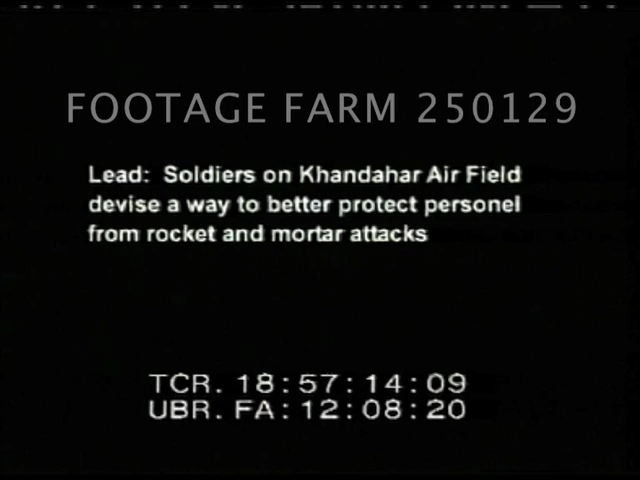 FOOTAGE FARM 250129
Lead: Soldiers on Khandahar Air Field
devise a way to better protect personel
from rocket and mortar attacks
TCR. 18:57:14:09
UBR. FA:12:08:20